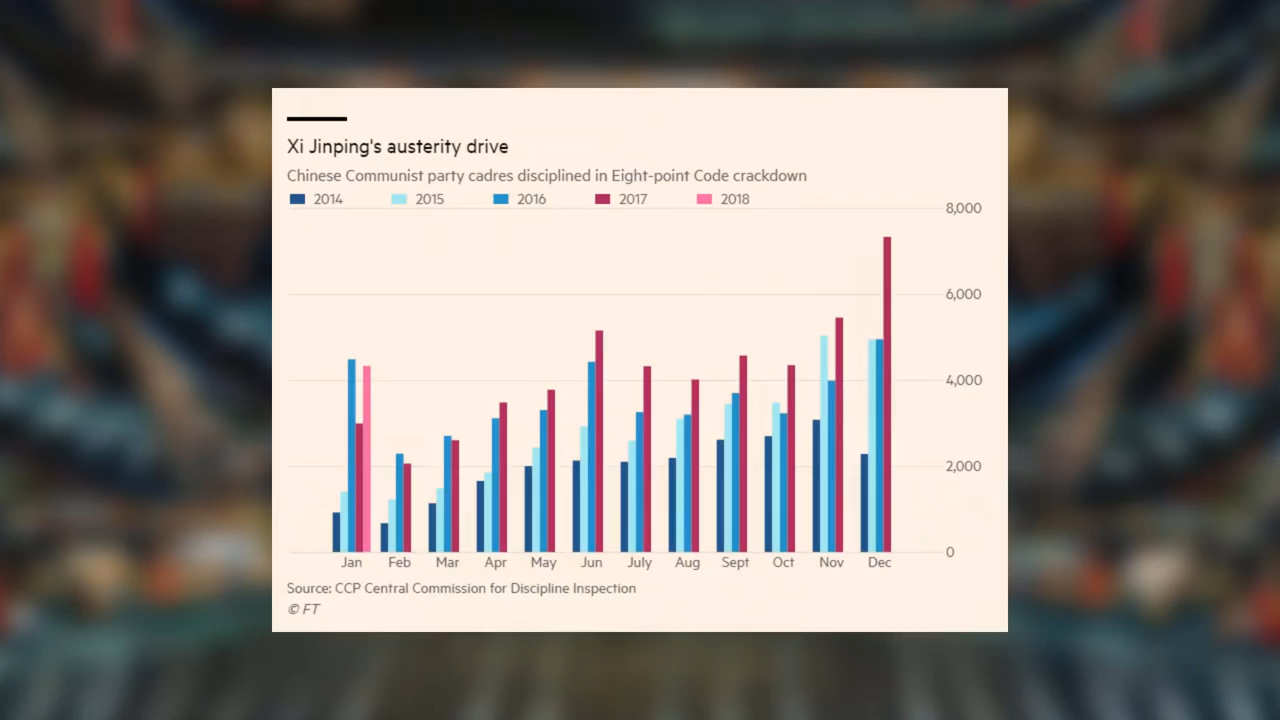 Xi Jinping's austerity drive
Chinese Communist party cadres disciplined in Eight-point Code crackdown
2014 2015 2016 2017 2018
8,000
6,000
4,000
2,000
0
Jan Feb Mar Apr May Jun July Aug Sept Oct Nov Dec
Source: CCP Central Commission for Discipline Inspection
© FT